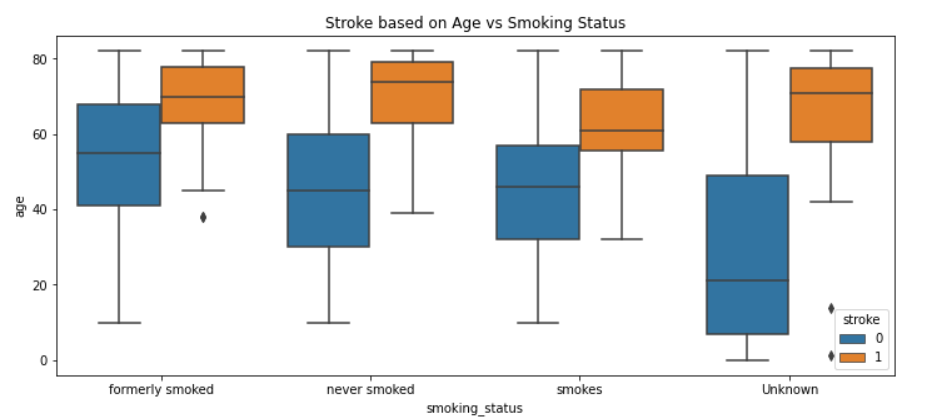 Stroke based on Age vs Smoking Status
80
60
40
20
0
age
stroke
0
1
formerly smoked
never smoked
smokes
Unknown
smoking_status